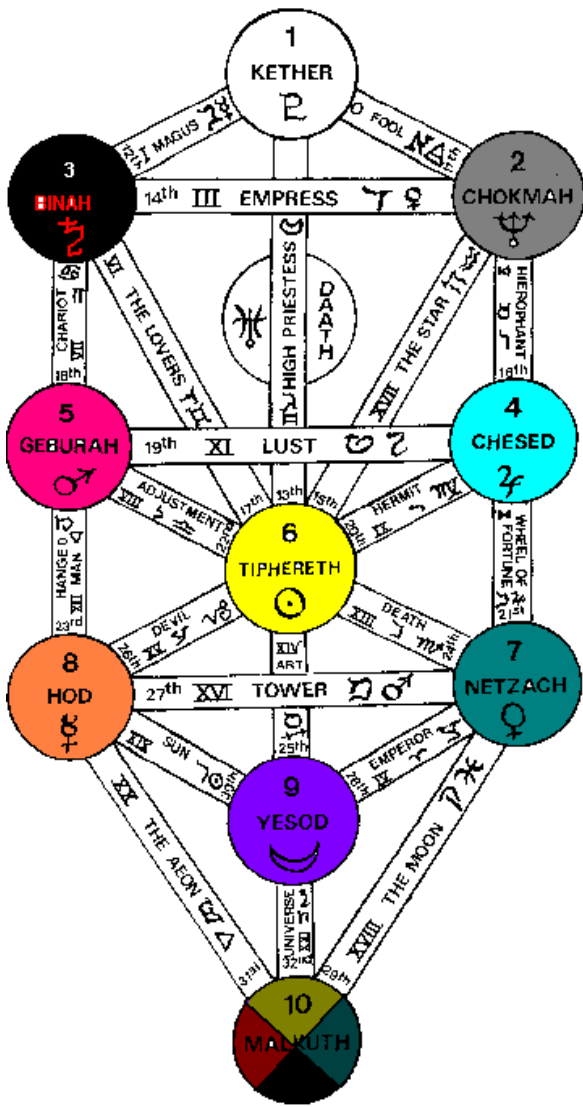 1
KETHER
12th I MAGUS
O FOOL 11th
3
BINAH
2
CHOKMAH
14th III EMPRESS
HIGH PRIESTESS II
13th
DAATH
VI THE LOVERS
17th
XVII THE STAR
15th
CHARIOT
18th
HIEROPHANT
16th
5
GEBURAH
4
CHESED
19th XI LUST
ADJUSTMENT
VIII 22nd
HERMIT
20th IX
6
TIPHERETH
HANGED
MAN
23rd
WHEEL OF
FORTUNE
21st
DEVIL
26th XV
DEATH
XIII 24th
XIV
ART
25th
8
HOD
7
NETZACH
27th XVI TOWER
SUN
XIX 30th
EMPEROR
28th IV
9
YESOD
XX THE AEON
31st
XVIII THE MOON
29th
UNIVERSE
XXI
32nd
10
MALKUTH